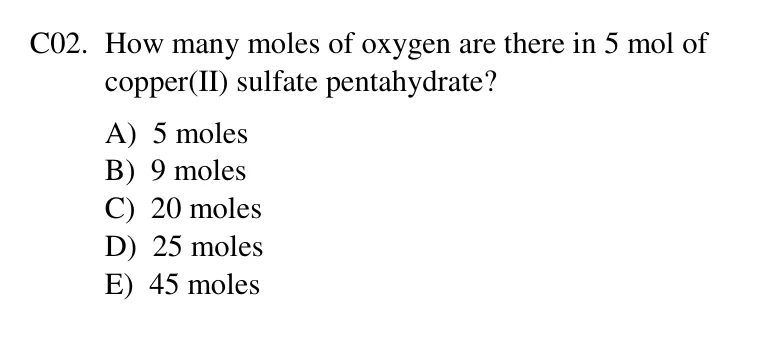 C02. How many moles of oxygen are there in 5 mol of
copper(II) sulfate pentahydrate?
A) 5 moles
B) 9 moles
C) 20 moles
D) 25 moles
E) 45 moles